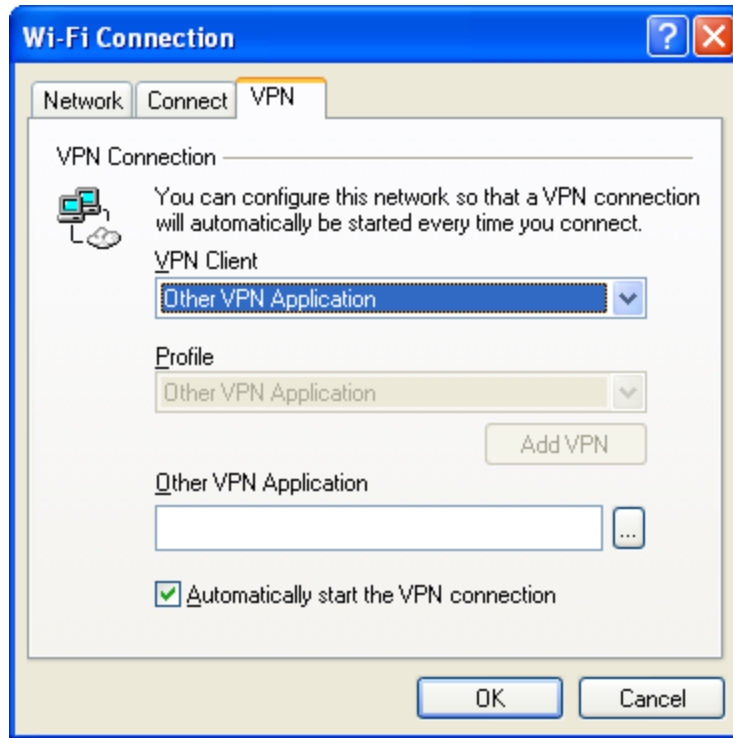 Wi-Fi Connection
Network Connect VPN
VPN Connection
You can configure this network so that a VPN connection
will automatically be started every time you connect.
VPN Client
Other VPN Application
Profile
Other VPN Application
Add VPN
Other VPN Application
...
Automatically start the VPN connection
OK Cancel